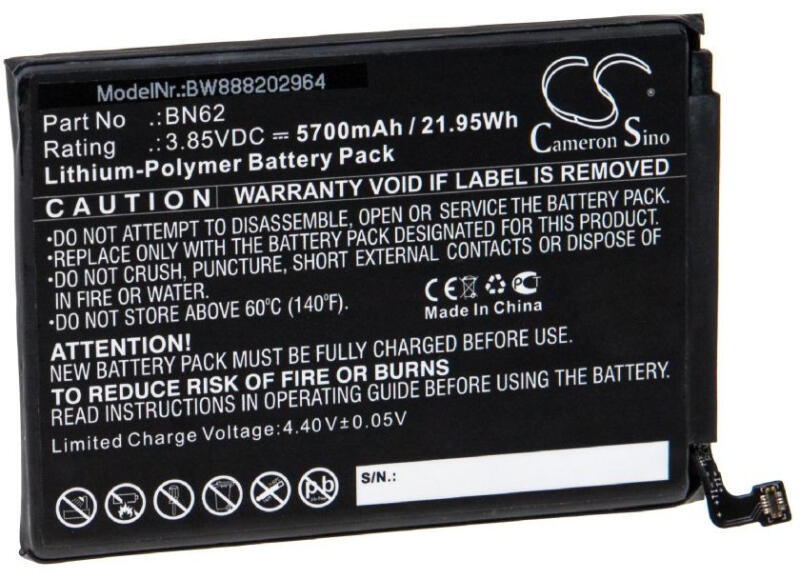 ModelNr.:BW888202964
Part No .: BN62
Rating .: 3.85VDC ⎓ 5700mAh / 21.95Wh
Lithium-Polymer Battery Pack
CS
Cameron Sino
CAUTION WARRANTY VOID IF LABEL IS REMOVED
•DO NOT ATTEMPT TO DISASSEMBLE, OPEN OR SERVICE BATTERY PACK.
•REPLACE ONLY WITH THE BATTERY PACK DESIGNATED FOR THIS PRODUCT.
•DO NOT CRUSH, PUNCTURE, SHORT EXTERNAL CONTACTS OR DISPOSE OF
IN FIRE OR WATER.
•DO NOT STORE ABOVE 60°C (140°F).
CE PCT
Made In China
ATTENTION!
NEW BATTERY PACK MUST BE FULLY CHARGED BEFORE USE.
TO REDUCE RISK OF FIRE OR BURNS
READ INSTRUCTIONS IN OPERATING GUIDE BEFORE USING THE BATTERY.
Limited Charge Voltage:4.40V±0.05V
S/N.:
pb